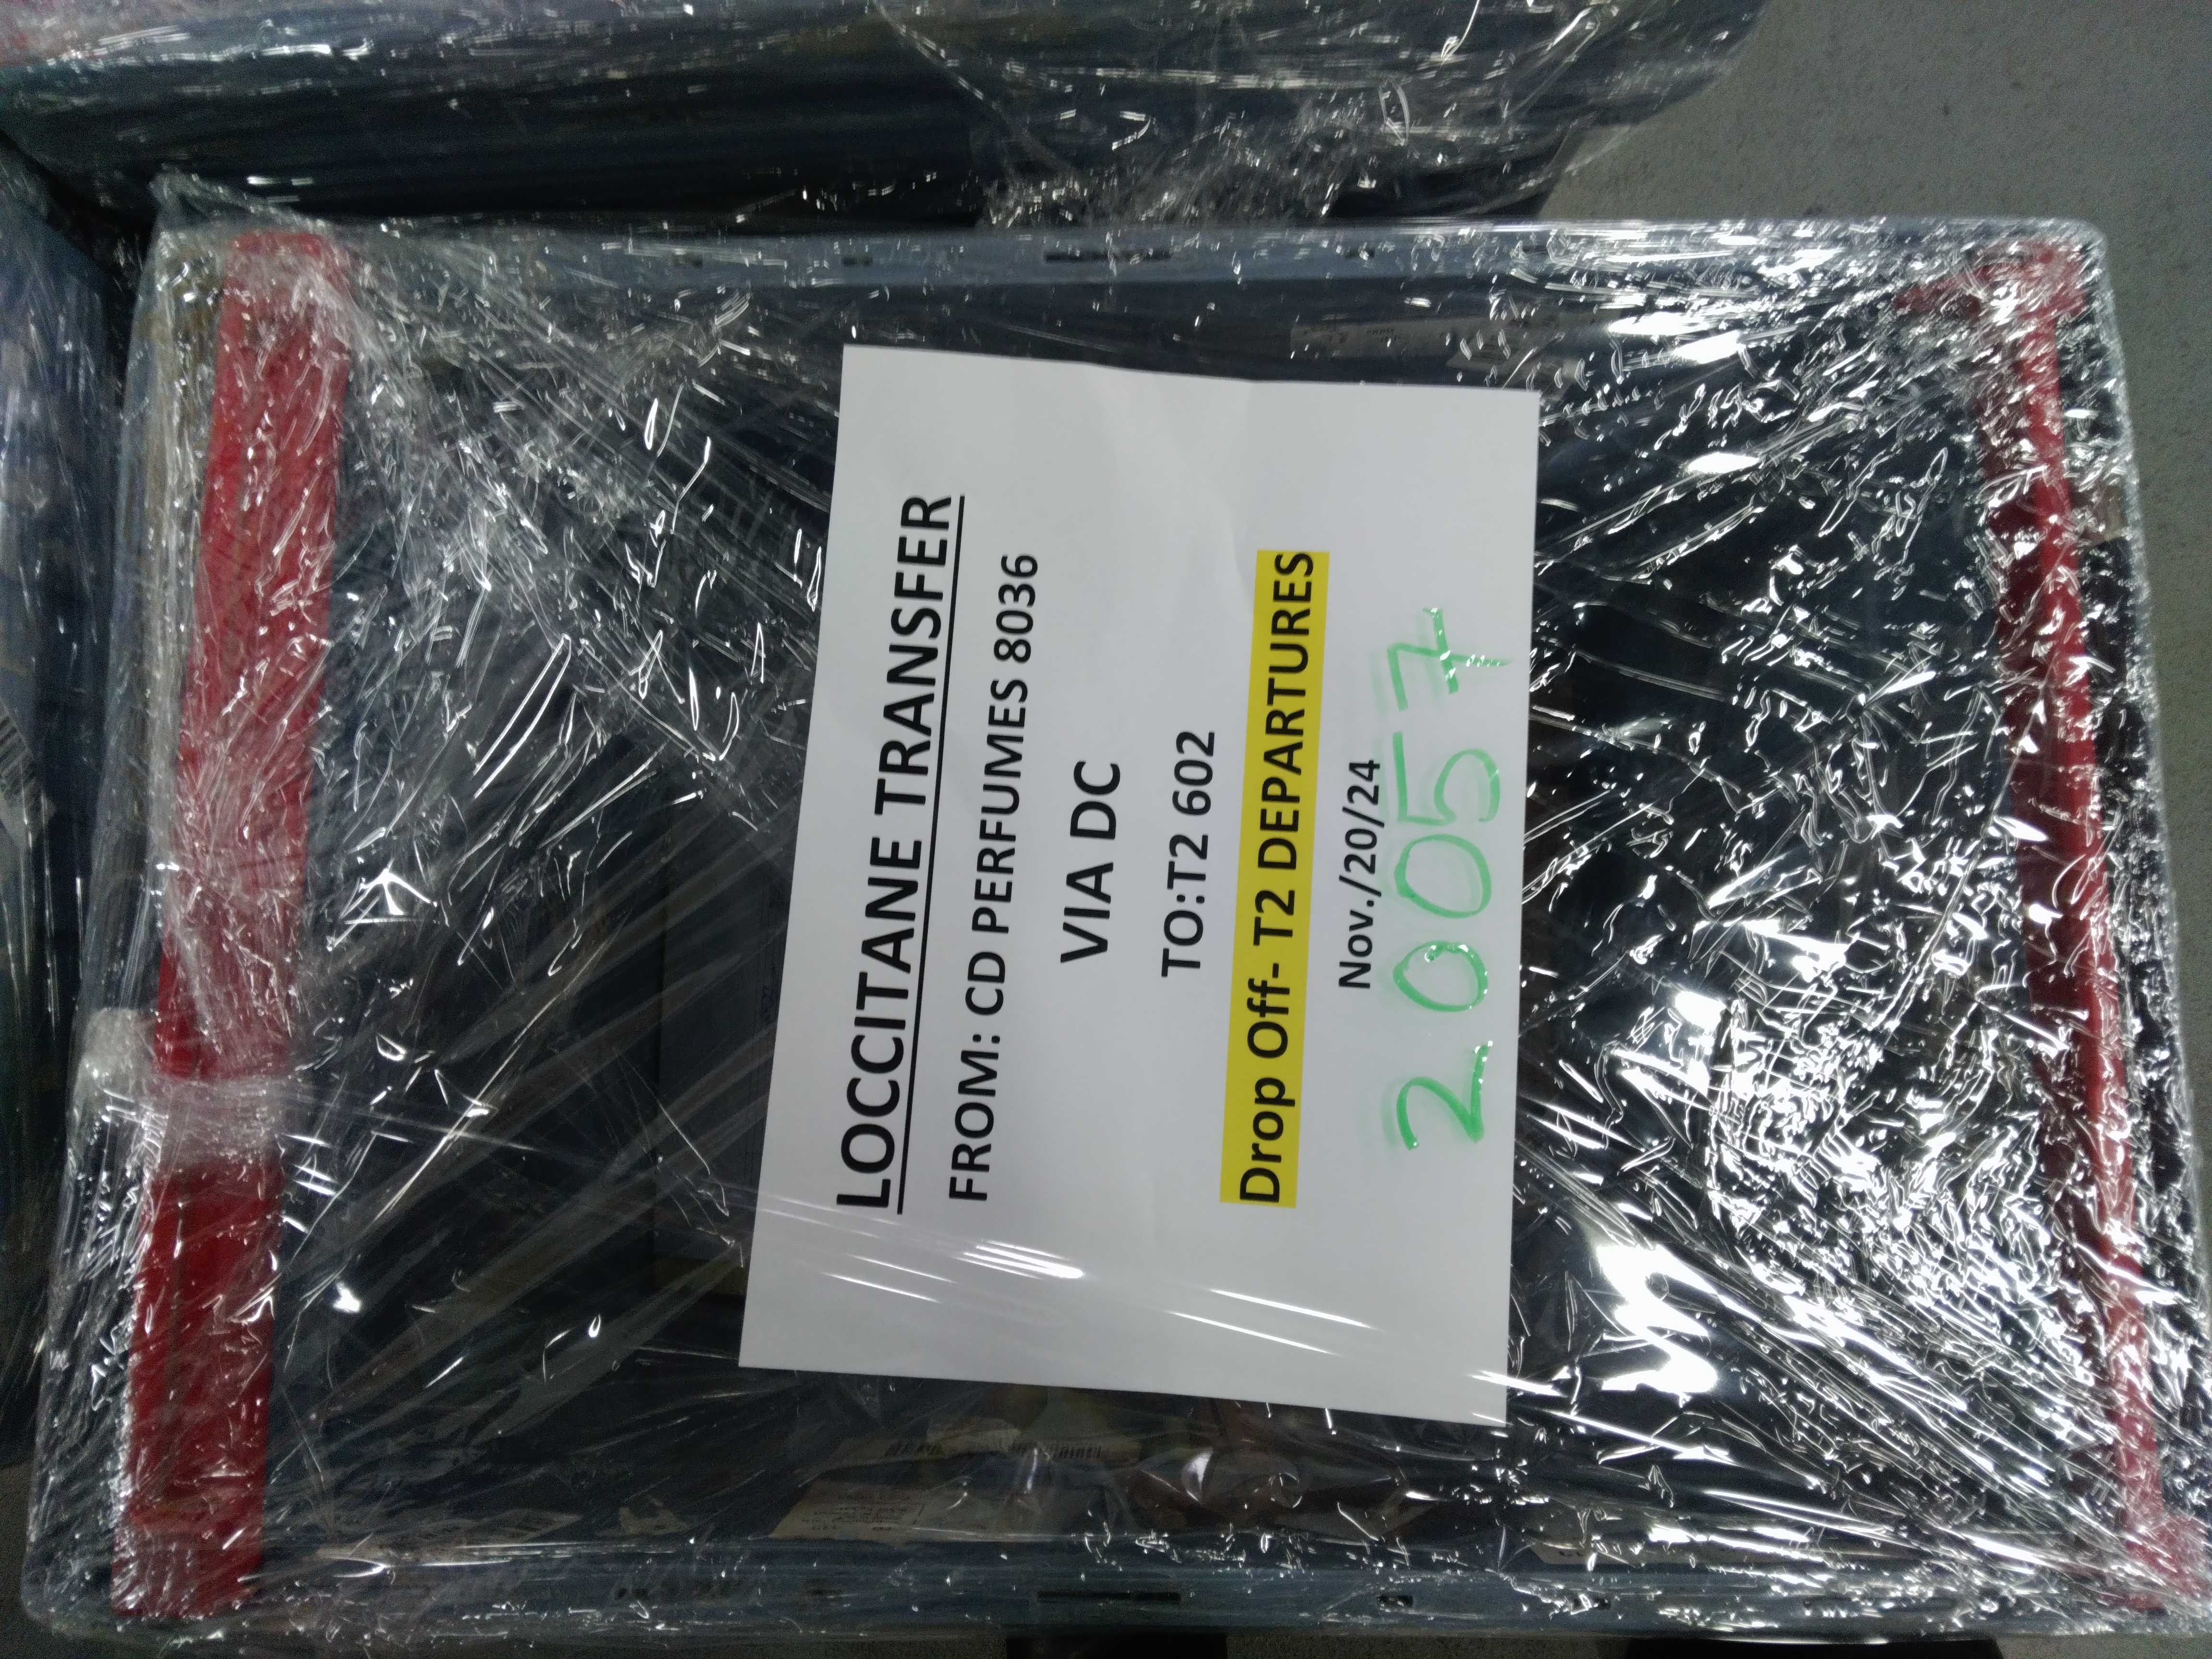 LOCCITANE TRANSFER
FROM: CD PERFUMES 8036
VIA DC
TO:T2 602
Drop Off- T2 DEPARTURES
Nov./20/24
20057